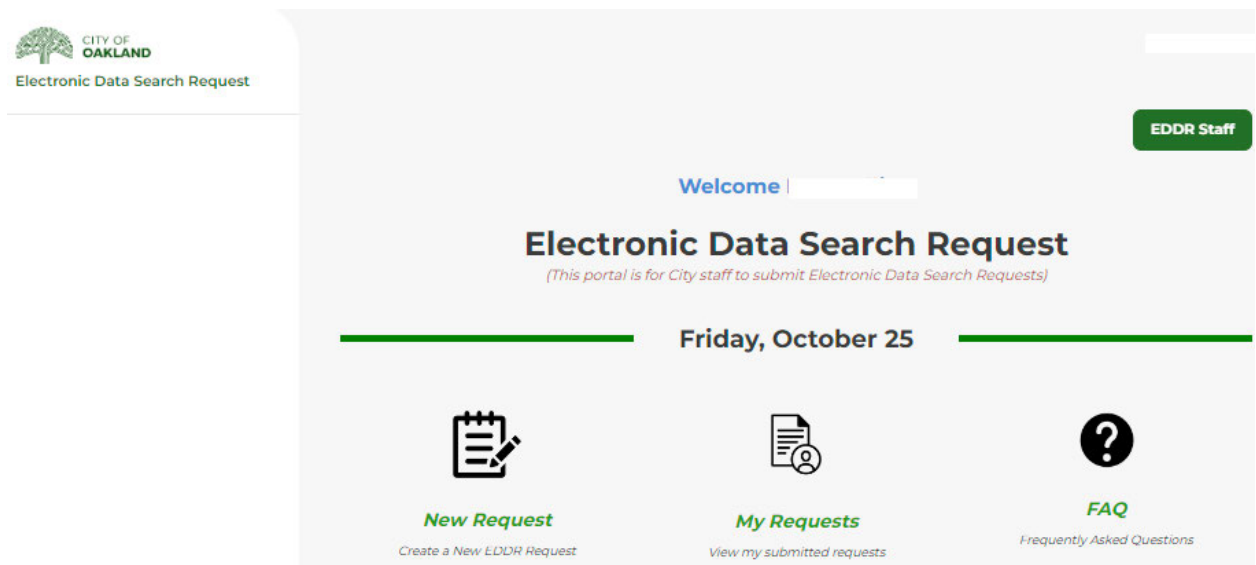 CITY OF
OAKLAND
Electronic Data Search Request
EDDR Staff
Welcome
Electronic Data Search Request
(This portal is for City staff to submit Electronic Data Search Requests)
Friday, October 25
New Request
My Requests
FAQ
Create a New EDDR Request
View my submitted requests
Frequently Asked Questions